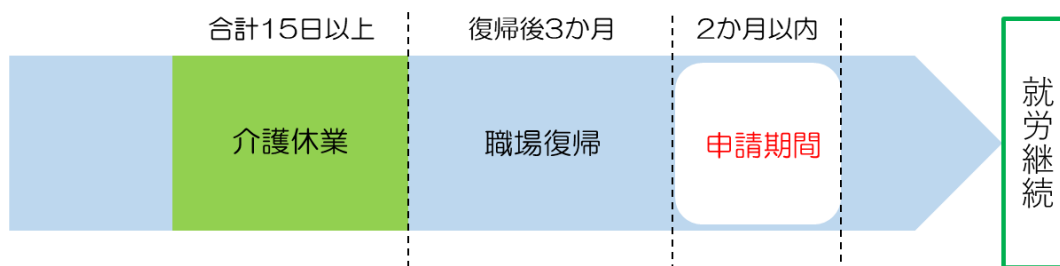 合計15日以上
復帰後3か月
2か月以内
介護休業
職場復帰
申請期間
就労継続